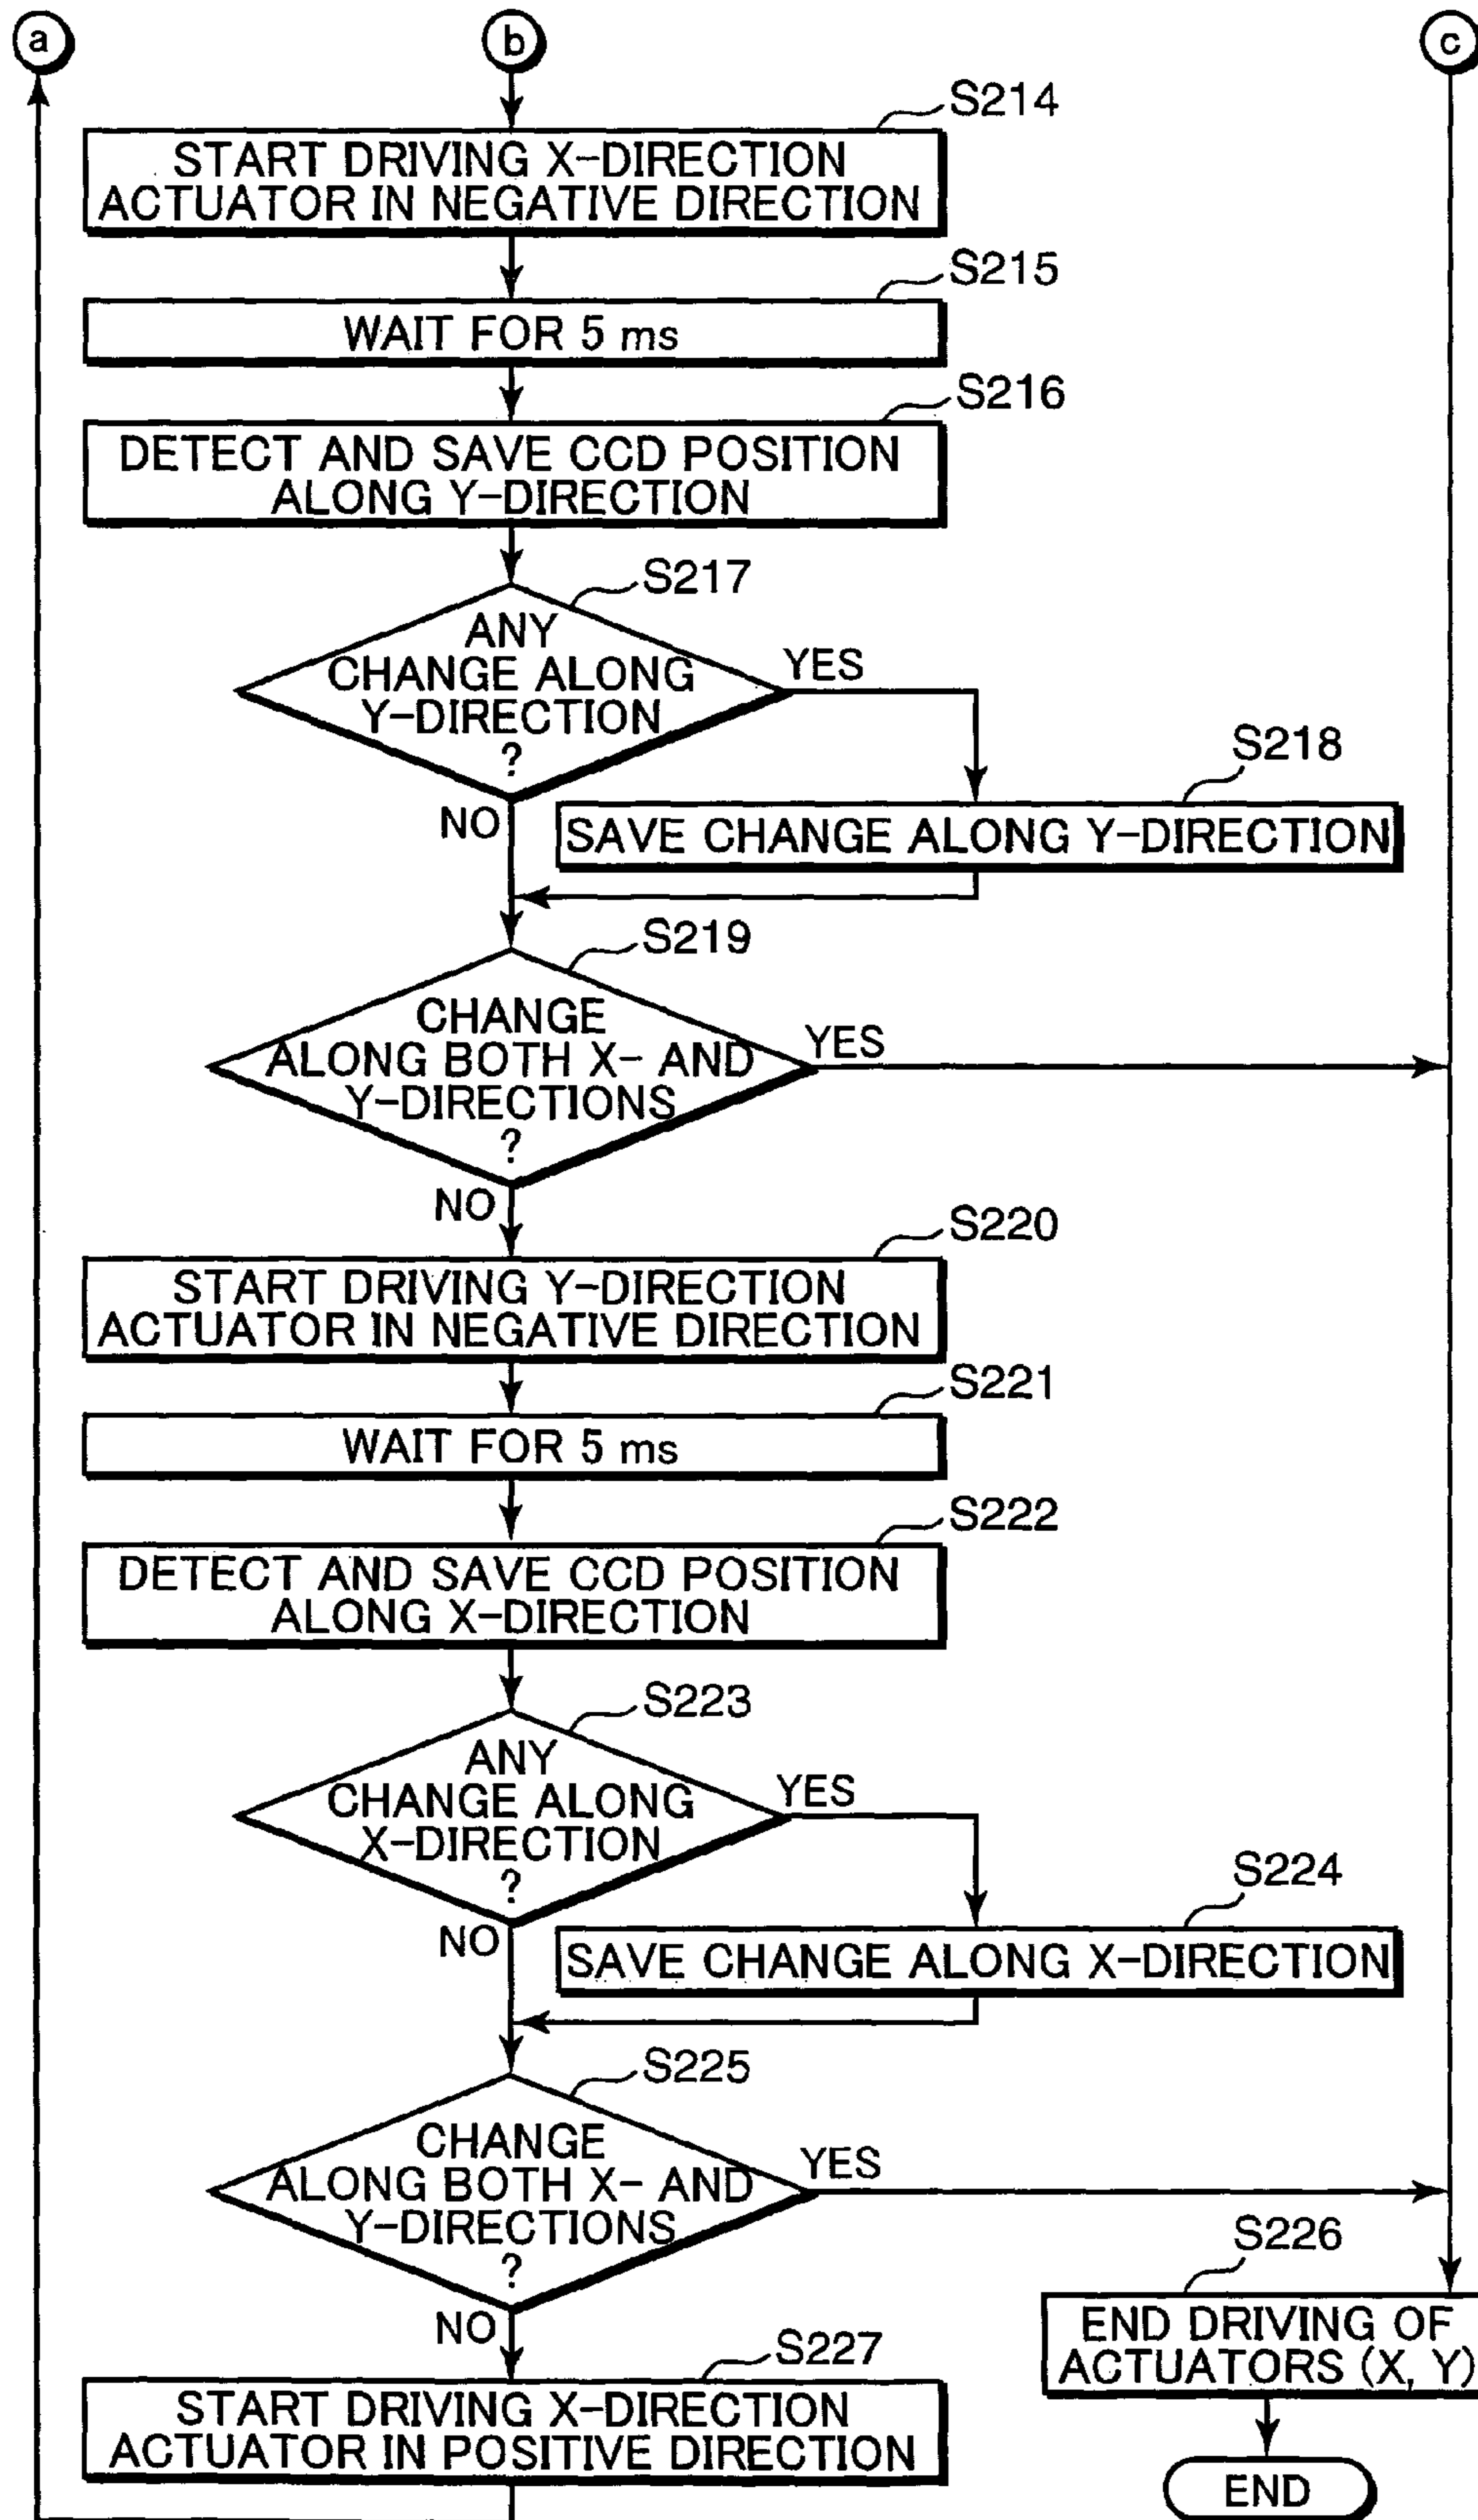 a
b
c
S214
START DRIVING X-DIRECTION
ACTUATOR IN NEGATIVE DIRECTION
S215
WAIT FOR 5 ms
S216
DETECT AND SAVE CCD POSITION
ALONG Y-DIRECTION
S217
ANY
CHANGE ALONG
Y-DIRECTION
?
YES
NO
S218
SAVE CHANGE ALONG Y-DIRECTION
S219
CHANGE
ALONG BOTH X- AND
Y-DIRECTIONS
?
YES
NO
S220
START DRIVING Y-DIRECTION
ACTUATOR IN NEGATIVE DIRECTION
S221
WAIT FOR 5 ms
S222
DETECT AND SAVE CCD POSITION
ALONG X-DIRECTION
S223
ANY
CHANGE ALONG
X-DIRECTION
?
YES
NO
S224
SAVE CHANGE ALONG X-DIRECTION
S225
CHANGE
ALONG BOTH X- AND
Y-DIRECTIONS
?
YES
NO
S226
END DRIVING OF
ACTUATORS (X, Y)
S227
START DRIVING X-DIRECTION
ACTUATOR IN POSITIVE DIRECTION
END